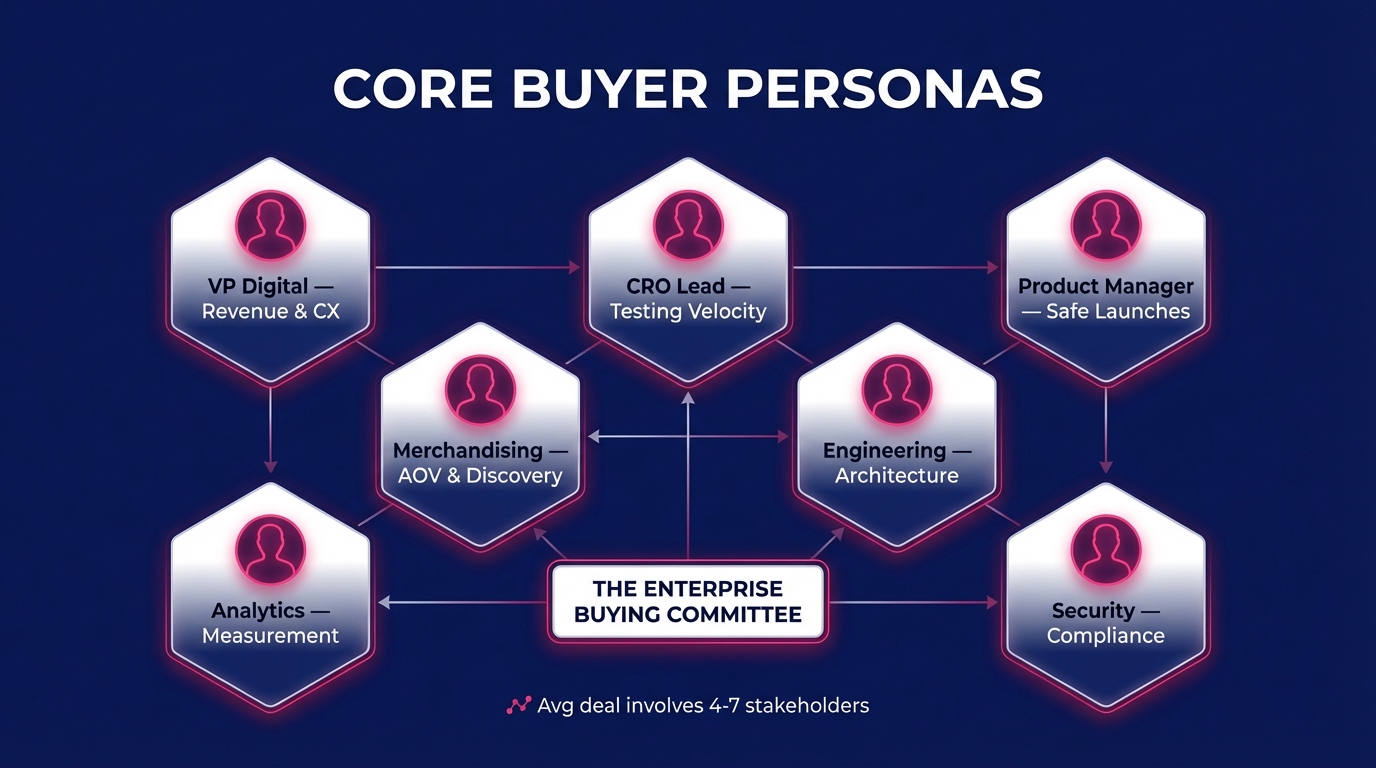 CORE BUYER PERSONAS
VP Digital —
Revenue & CX
CRO Lead —
Testing Velocity
Product Manager
— Safe Launches
Merchandising —
AOV & Discovery
Engineering —
Architecture
Analytics —
Measurement
THE ENTERPRISE
BUYING COMMITTEE
Security —
Compliance
Avg deal involves 4-7 stakeholders